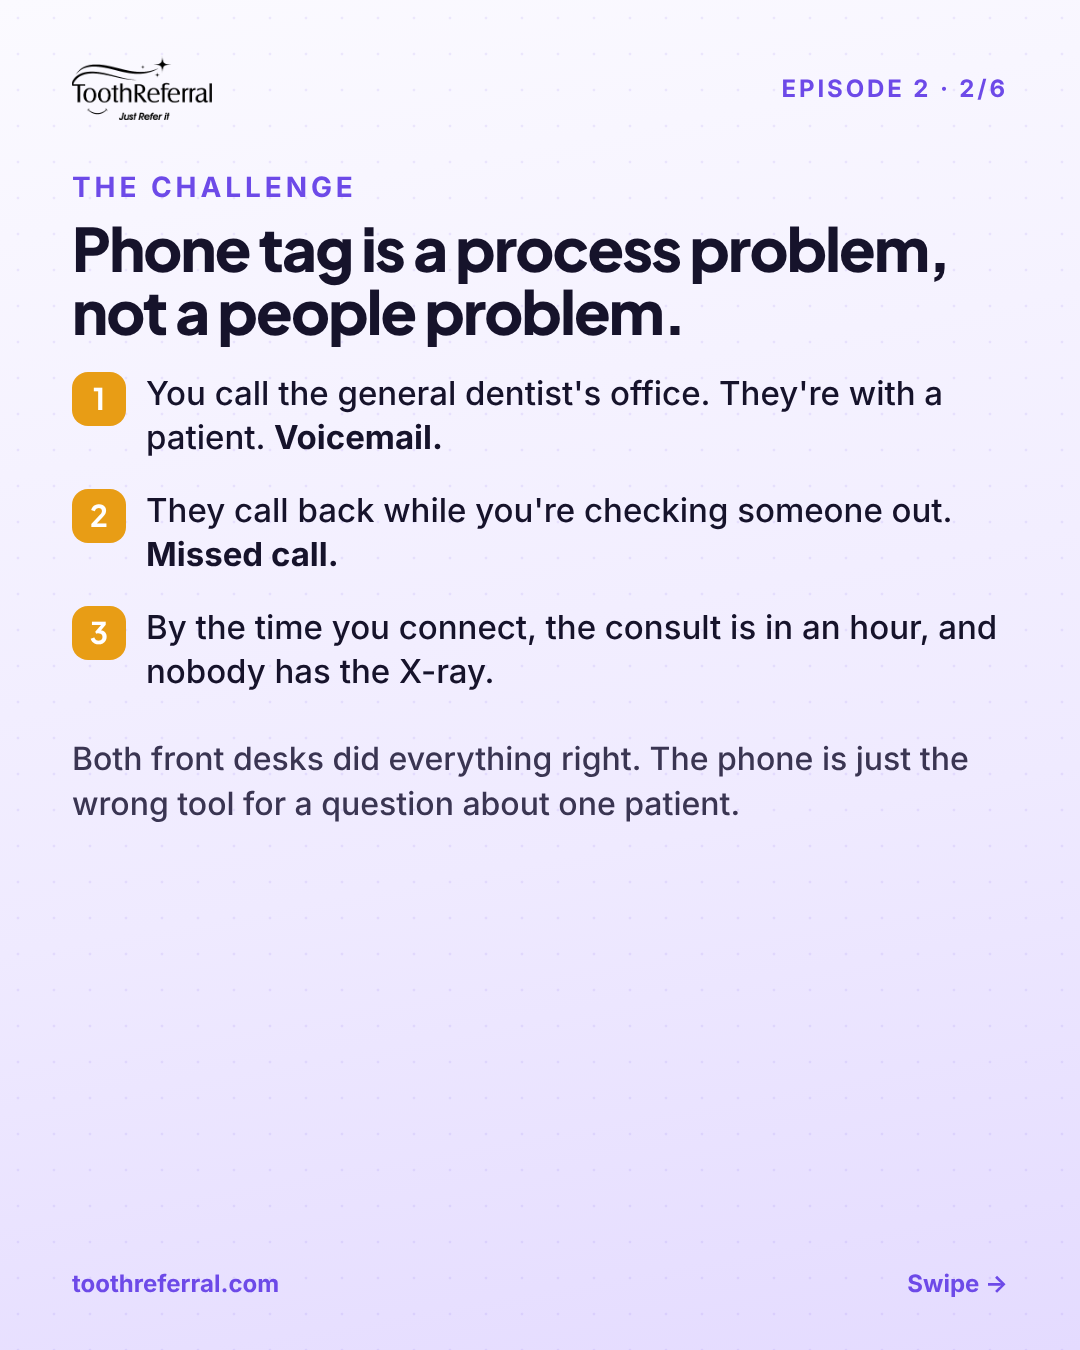 ToothReferral
Just Refer it
EPISODE 2 · 2/6
THE CHALLENGE
Phone tag is a process problem,
not a people problem.
1 You call the general dentist's office. They're with a
patient. Voicemail.
2 They call back while you're checking someone out.
Missed call.
3 By the time you connect, the consult is in an hour, and
nobody has the X-ray.
Both front desks did everything right. The phone is just the
wrong tool for a question about one patient.
toothreferral.com
Swipe →